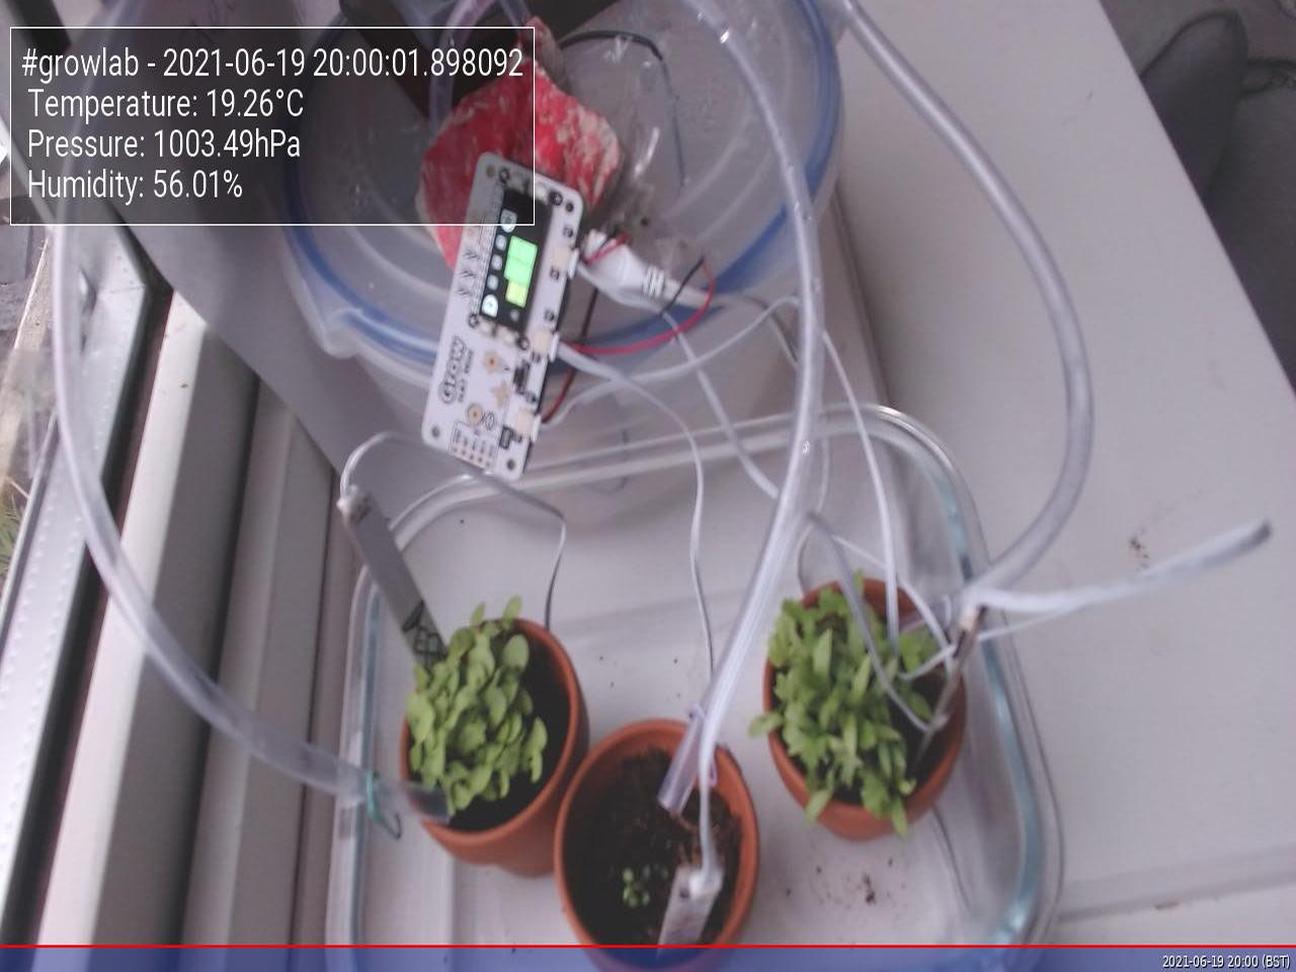 #growlab - 2021-06-19 20:00:01.898092
Temperature: 19.26°C
Pressure: 1003.49hPa
Humidity: 56.01%
Grow
2021-06-19 20:00 (BST)